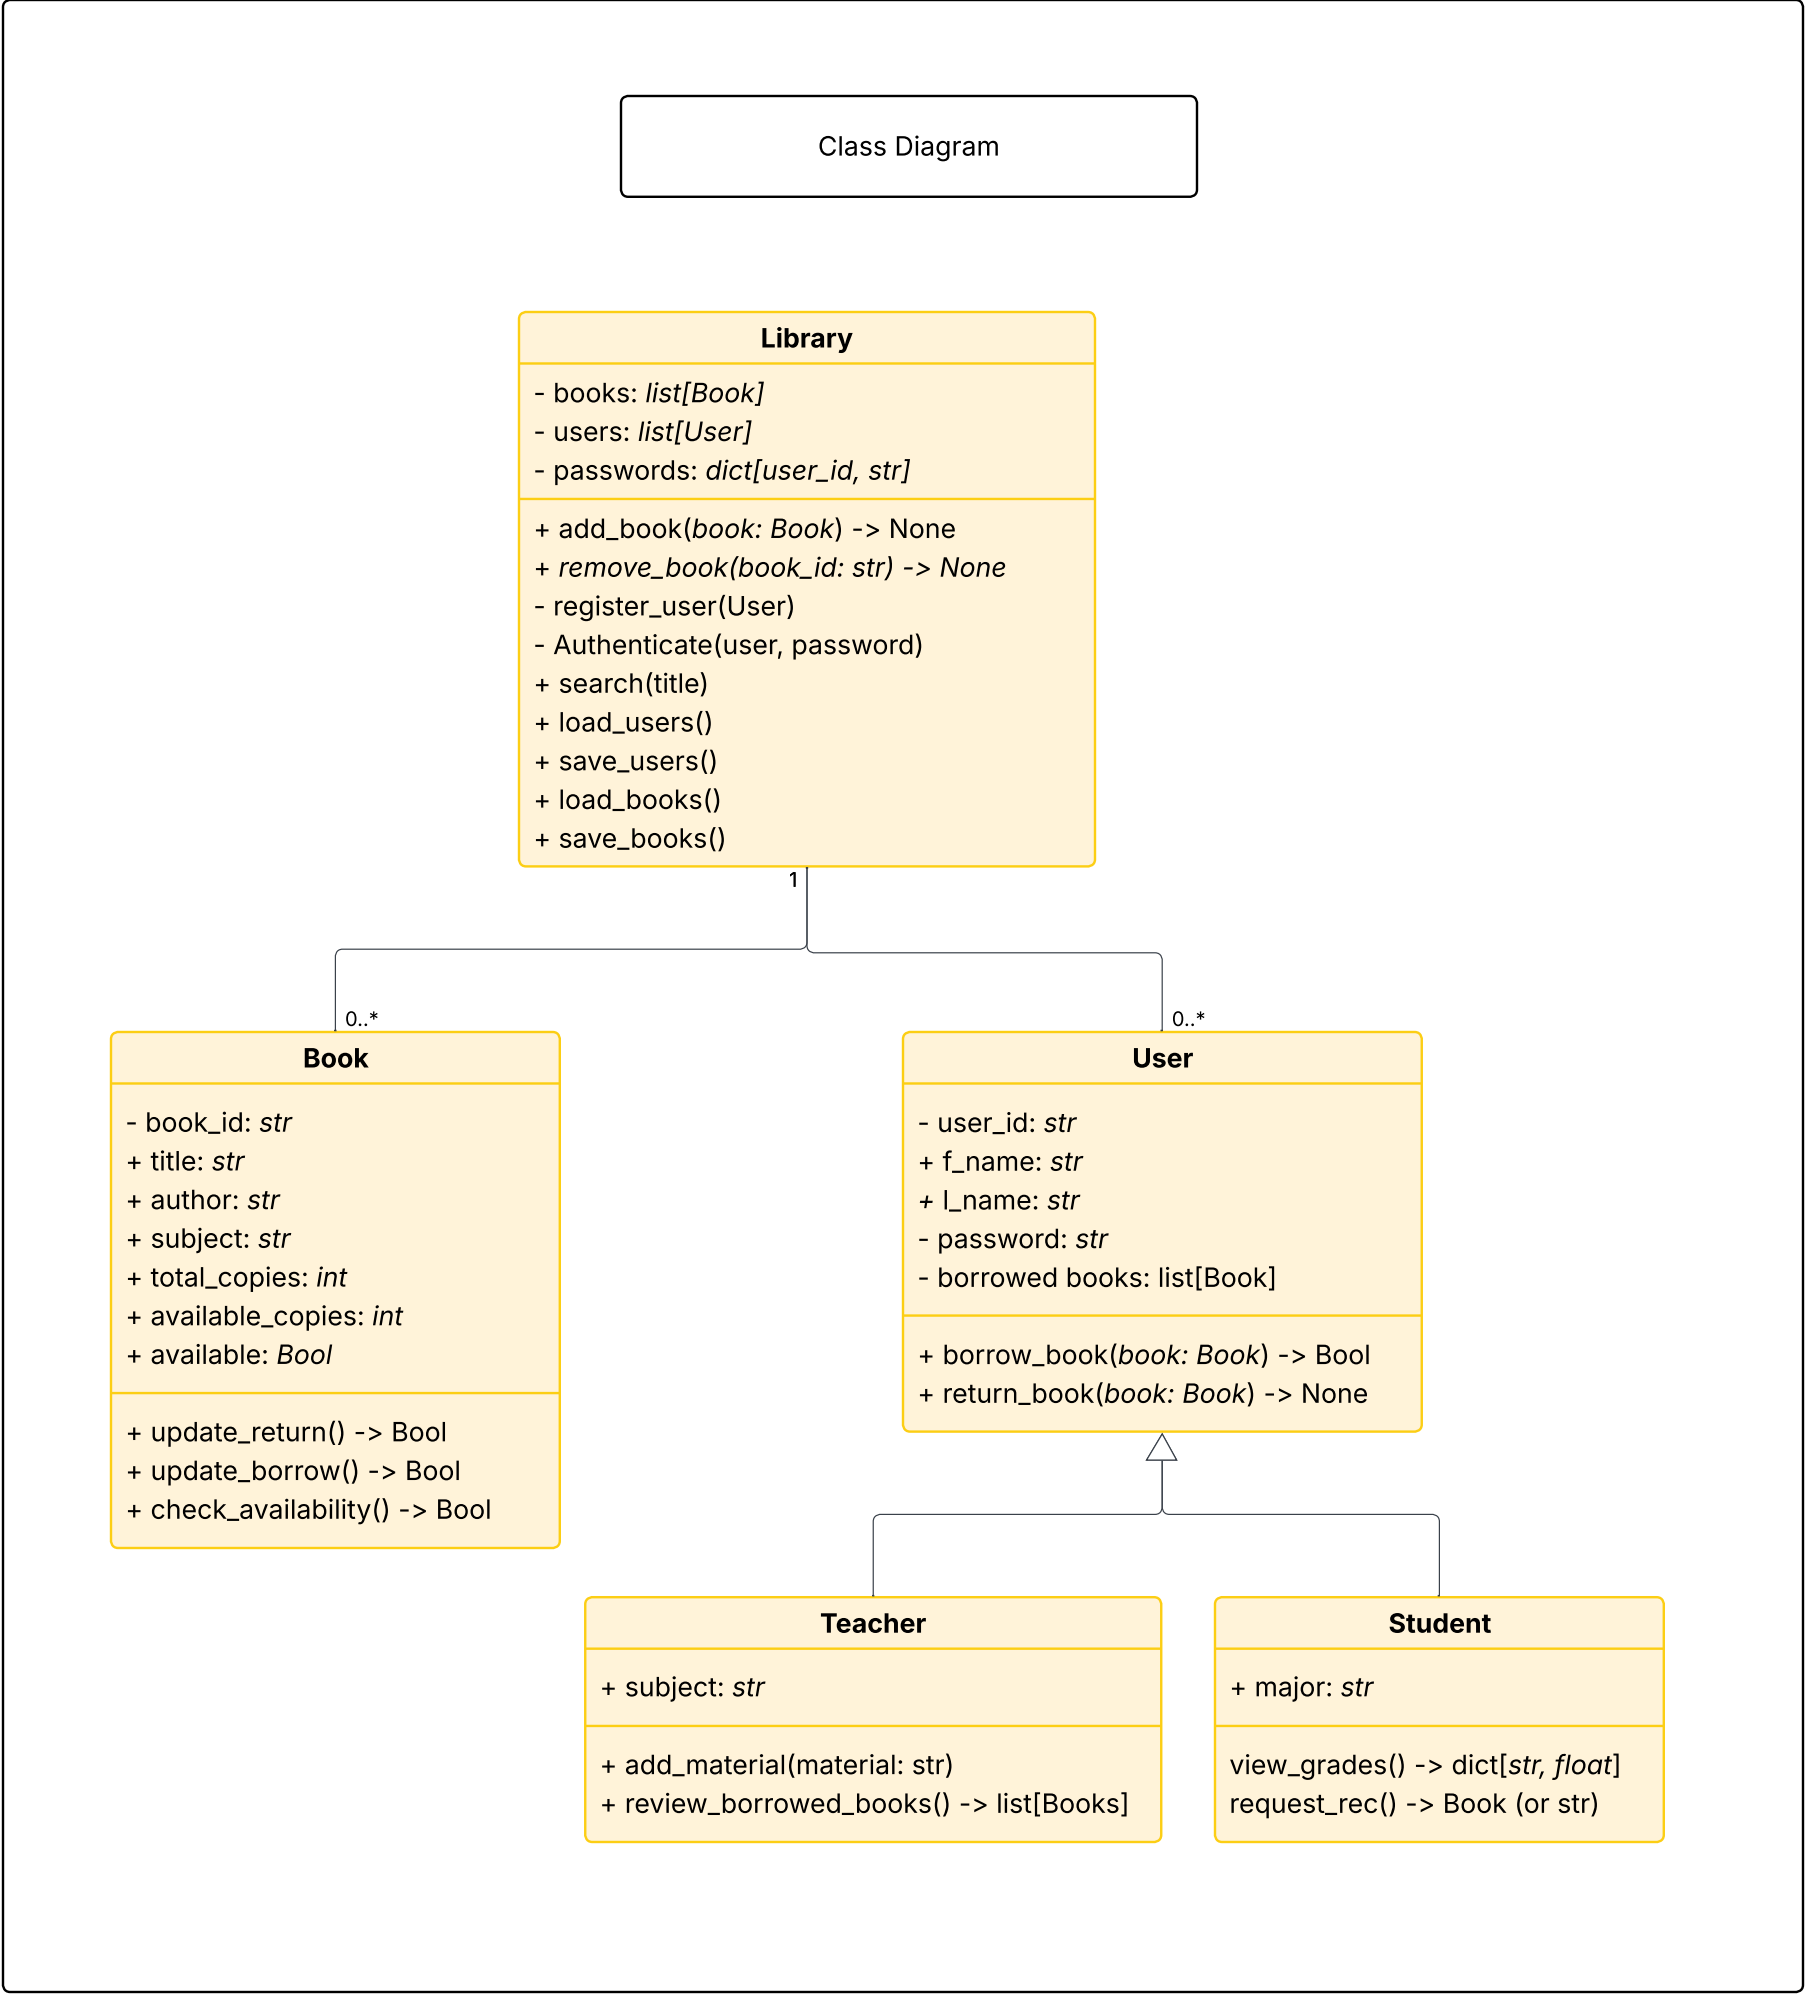 Class Diagram
Library
- books: list[Book]
- users: list[User]
- passwords: dict[user_id, str]
+ add_book(book: Book) -> None
+ remove_book(book_id: str) -> None
- register_user(User)
- Authenticate(user, password)
+ search(title)
+ load_users()
+ save_users()
+ load_books()
+ save_books()
1
0..*
0..*
Book
- book_id: str
+ title: str
+ author: str
+ subject: str
+ total_copies: int
+ available_copies: int
+ available: Bool
+ update_return() -> Bool
+ update_borrow() -> Bool
+ check_availability() -> Bool
User
- user_id: str
+ f_name: str
+ l_name: str
- password: str
- borrowed books: list[Book]
+ borrow_book(book: Book) -> Bool
+ return_book(book: Book) -> None
Teacher
+ subject: str
+ add_material(material: str)
+ review_borrowed_books() -> list[Books]
Student
+ major: str
view_grades() -> dict[str, float]
request_rec() -> Book (or str)